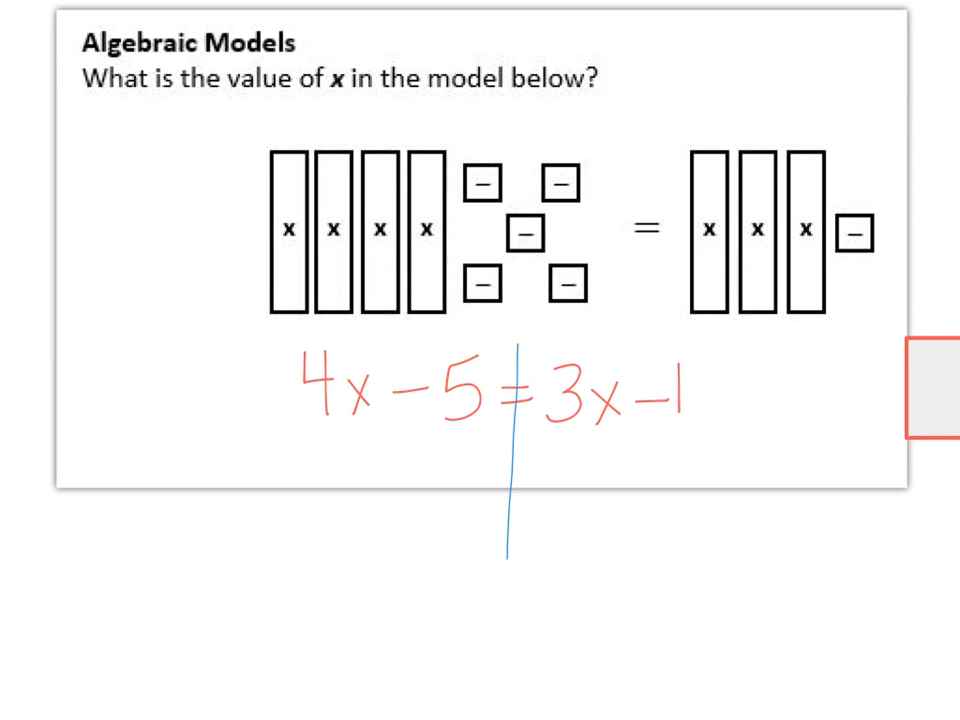 Algebraic Models
What is the value of x in the model below?
x x x x − − − − − = x x x −
4x − 5 = 3x − 1